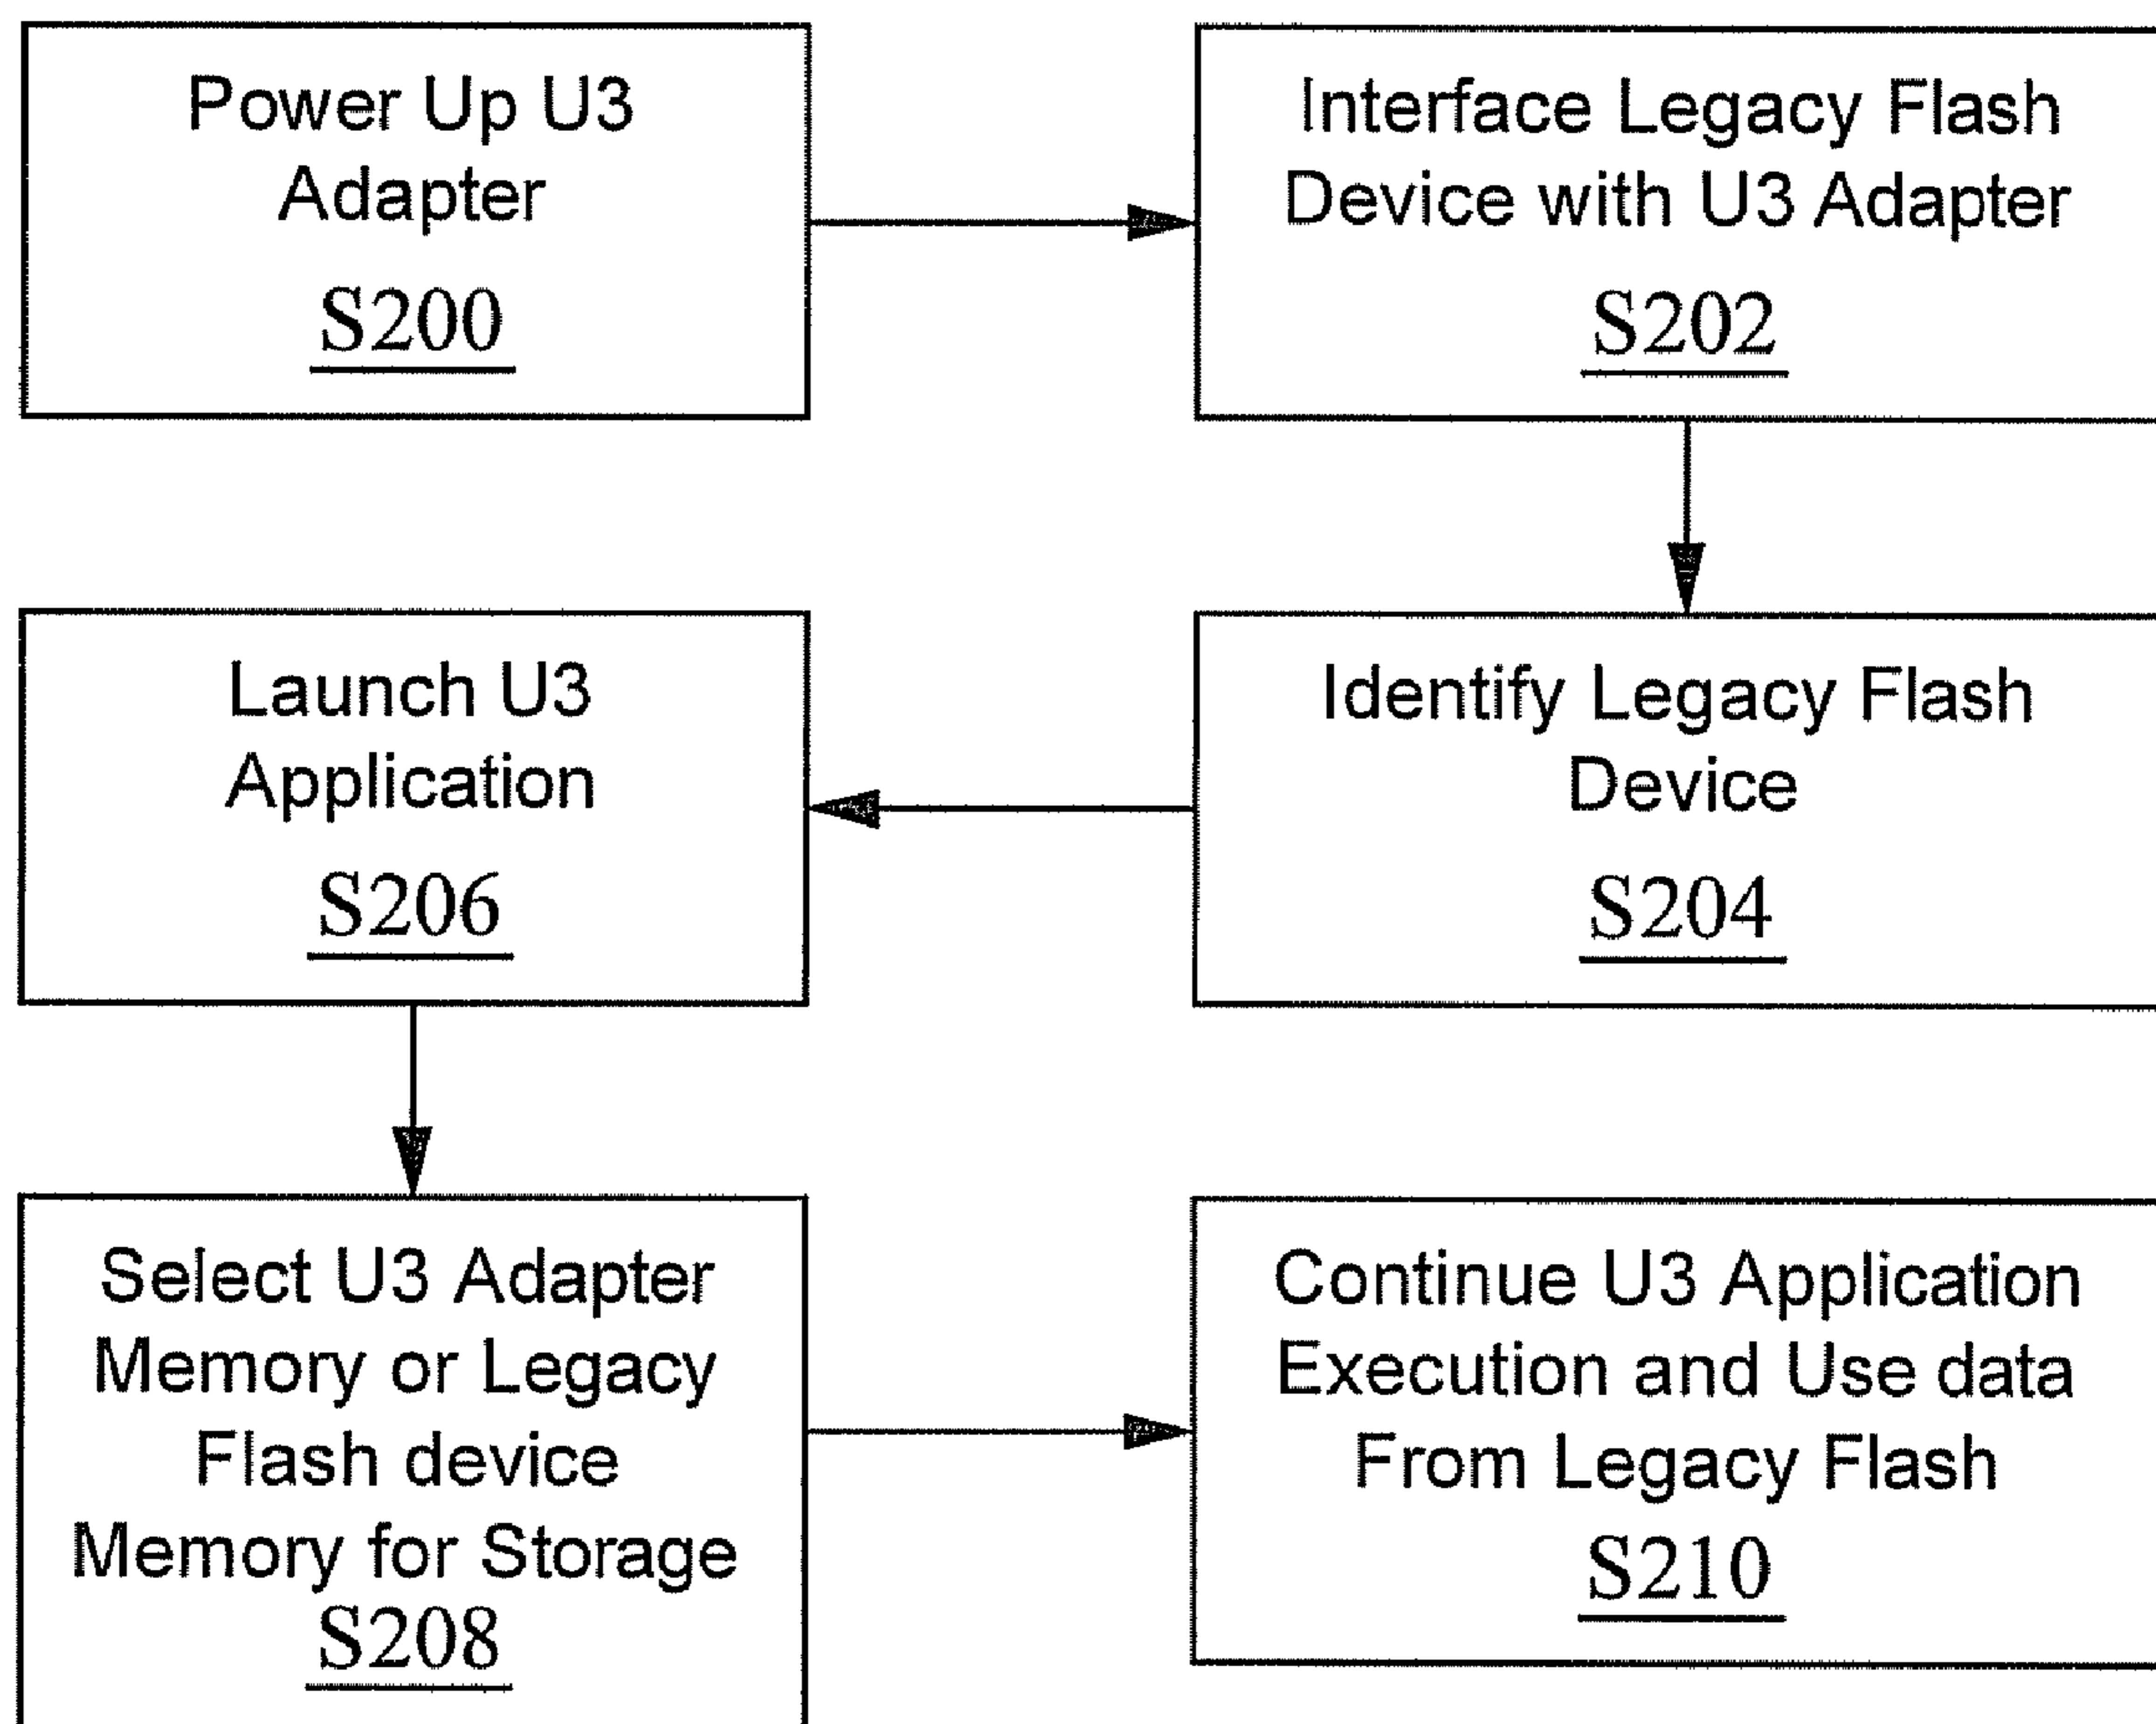 Power Up U3
Adapter
S200
Interface Legacy Flash
Device with U3 Adapter
S202
Identify Legacy Flash
Device
S204
Launch U3
Application
S206
Select U3 Adapter
Memory or Legacy
Flash device
Memory for Storage
S208
Continue U3 Application
Execution and Use data
From Legacy Flash
S210